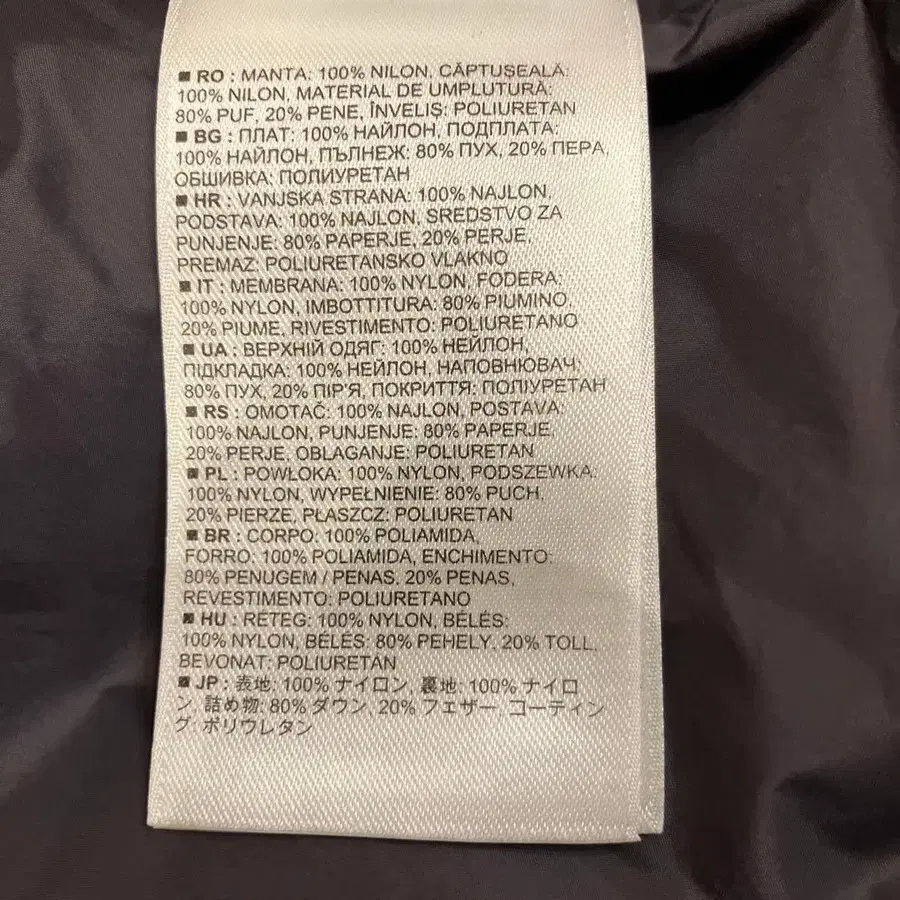 ■ RO : MANTA: 100% NILON, CĂPTUȘEALĂ:
100% NILON, MATERIAL DE UMPLUTURĂ:
80% PUF, 20% PENE, ÎNVELIȘ: POLIURETAN
■ BG : ПЛАТ: 100% НАЙЛОН, ПОДПЛАТА:
100% НАЙЛОН, ПЪЛНЕЖ: 80% ПУХ, 20% ПЕРА,
ОБШИВКА: ПОЛИУРЕТАН
■ HR : VANJSKA STRANA: 100% NAJLON,
PODSTAVA: 100% NAJLON, SREDSTVO ZA
PUNJENJE: 80% PAPERJE, 20% PERJE,
PREMAZ: POLIURETANSKO VLAKNO
■ IT : MEMBRANA: 100% NYLON, FODERA:
100% NYLON, IMBOTTITURA: 80% PIUMINO,
20% PIUME, RIVESTIMENTO: POLIURETANO
■ UA : ВЕРХНІЙ ОДЯГ: 100% НЕЙЛОН,
ПІДКЛАДКА: 100% НЕЙЛОН, НАПОВНЮВАЧ:
80% ПУХ, 20% ПІР'Я, ПОКРИТТЯ: ПОЛІУРЕТАН
■ RS : OMOTAČ: 100% NAJLON, POSTAVA:
100% NAJLON, PUNJENJE: 80% PAPERJE,
20% PERJE, OBLAGANJE: POLIURETAN
■ PL : POWŁOKA: 100% NYLON, PODSZEWKA:
100% NYLON, WYPEŁNIENIE: 80% PUCH,
20% PIERZE, PŁASZCZ: POLIURETAN
■ BR : CORPO: 100% POLIAMIDA,
FORRO: 100% POLIAMIDA, ENCHIMENTO:
80% PENUGEM / PENAS, 20% PENAS,
REVESTIMENTO: POLIURETANO
■ HU : RÉTEG: 100% NYLON, BÉLÉS:
100% NYLON, BÉLÉS: 80% PEHELY, 20% TOLL,
BEVONAT: POLIURETÁN
■ JP : 表地: 100% ナイロン, 裏地: 100% ナイロ
ン, 詰め物: 80% ダウン, 20% フェザー, コーティン
グ: ポリウレタン